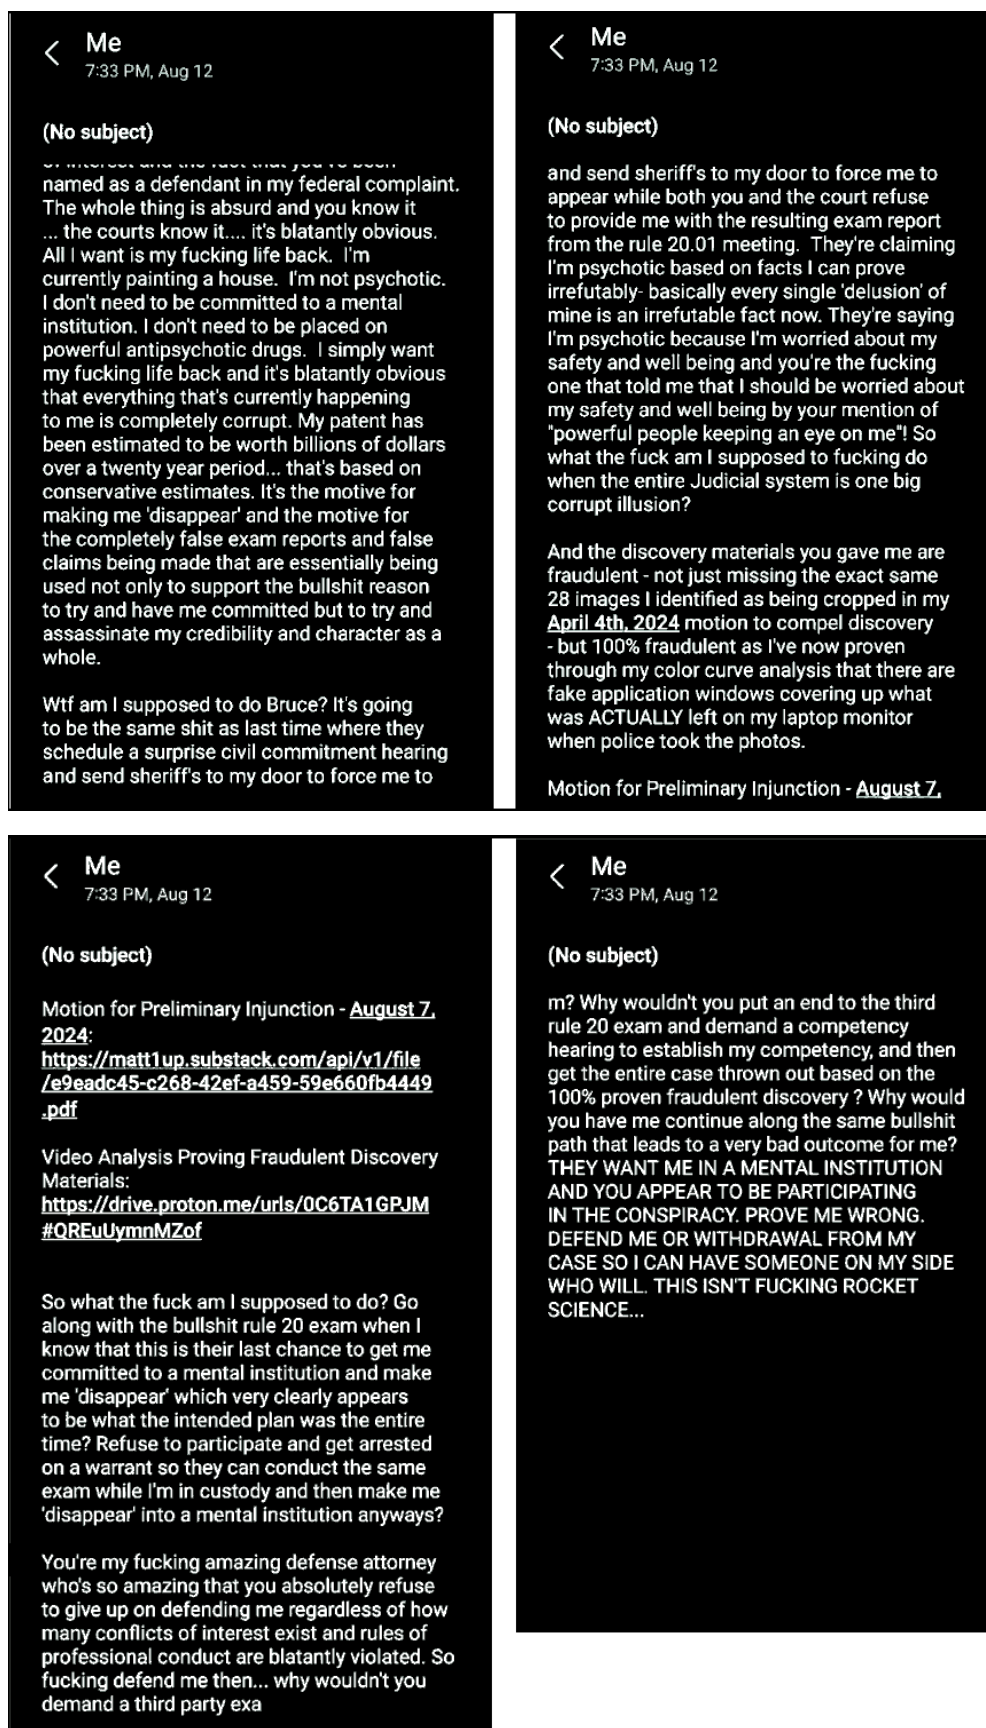 Me
7:33 PM, Aug 12
(No subject)
named as a defendant in my federal complaint.
The whole thing is absurd and you know it
... the courts know it.... it's blatantly obvious.
All I want is my fucking life back.  I'm
currently painting a house.  I'm not psychotic.
I don't need to be committed to a mental
institution. I don't need to be placed on
powerful antipsychotic drugs.  I simply want
my fucking life back and it's blatantly obvious
that everything that's currently happening
to me is completely corrupt. My patent has
been estimated to be worth billions of dollars
over a twenty year period... that's based on
conservative estimates. It's the motive for
making me 'disappear' and the motive for
the completely false exam reports and false
claims being made that are essentially being
used not only to support the bullshit reason
to try and have me committed but to try and
assassinate my credibility and character as a
whole.
Wtf am I supposed to do Bruce? It's going
to be the same shit as last time where they
schedule a surprise civil commitment hearing
and send sheriff's to my door to force me to
Me
7:33 PM, Aug 12
(No subject)
and send sheriff's to my door to force me to
appear while both you and the court refuse
to provide me with the resulting exam report
from the rule 20.01 meeting.  They're claiming
I'm psychotic based on facts I can prove
irrefutably- basically every single 'delusion' of
mine is an irrefutable fact now. They're saying
I'm psychotic because I'm worried about my
safety and well being and you're the fucking
one that told me that I should be worried about
my safety and well being by your mention of
"powerful people keeping an eye on me"! So
what the fuck am I supposed to fucking do
when the entire Judicial system is one big
corrupt illusion?
And the discovery materials you gave me are
fraudulent - not just missing the exact same
28 images I identified as being cropped in my
April 4th, 2024 motion to compel discovery
- but 100% fraudulent as I've now proven
through my color curve analysis that there are
fake application windows covering up what
was ACTUALLY left on my laptop monitor
when police took the photos.
Motion for Preliminary Injunction - August 7,
Me
7:33 PM, Aug 12
(No subject)
Motion for Preliminary Injunction - August 7,
2024:
https://matt1up.substack.com/api/v1/file
/e9eadc45-c268-42ef-a459-59e660fb4449
.pdf
Video Analysis Proving Fraudulent Discovery
Materials:
https://drive.proton.me/urls/0C6TA1GPJM
#QREuUymnMZof
So what the fuck am I supposed to do? Go
along with the bullshit rule 20 exam when I
know that this is their last chance to get me
committed to a mental institution and make
me 'disappear' which very clearly appears
to be what the intended plan was the entire
time? Refuse to participate and get arrested
on a warrant so they can conduct the same
exam while I'm in custody and then make me
'disappear' into a mental institution anyways?
You're my fucking amazing defense attorney
who's so amazing that you absolutely refuse
to give up on defending me regardless of how
many conflicts of interest exist and rules of
professional conduct are blatantly violated. So
fucking defend me then... why wouldn't you
demand a third party exa
Me
7:33 PM, Aug 12
(No subject)
m? Why wouldn't you put an end to the third
rule 20 exam and demand a competency
hearing to establish my competency, and then
get the entire case thrown out based on the
100% proven fraudulent discovery ? Why would
you have me continue along the same bullshit
path that leads to a very bad outcome for me?
THEY WANT ME IN A MENTAL INSTITUTION
AND YOU APPEAR TO BE PARTICIPATING
IN THE CONSPIRACY. PROVE ME WRONG.
DEFEND ME OR WITHDRAWAL FROM MY
CASE SO I CAN HAVE SOMEONE ON MY SIDE
WHO WILL. THIS ISN'T FUCKING ROCKET
SCIENCE...